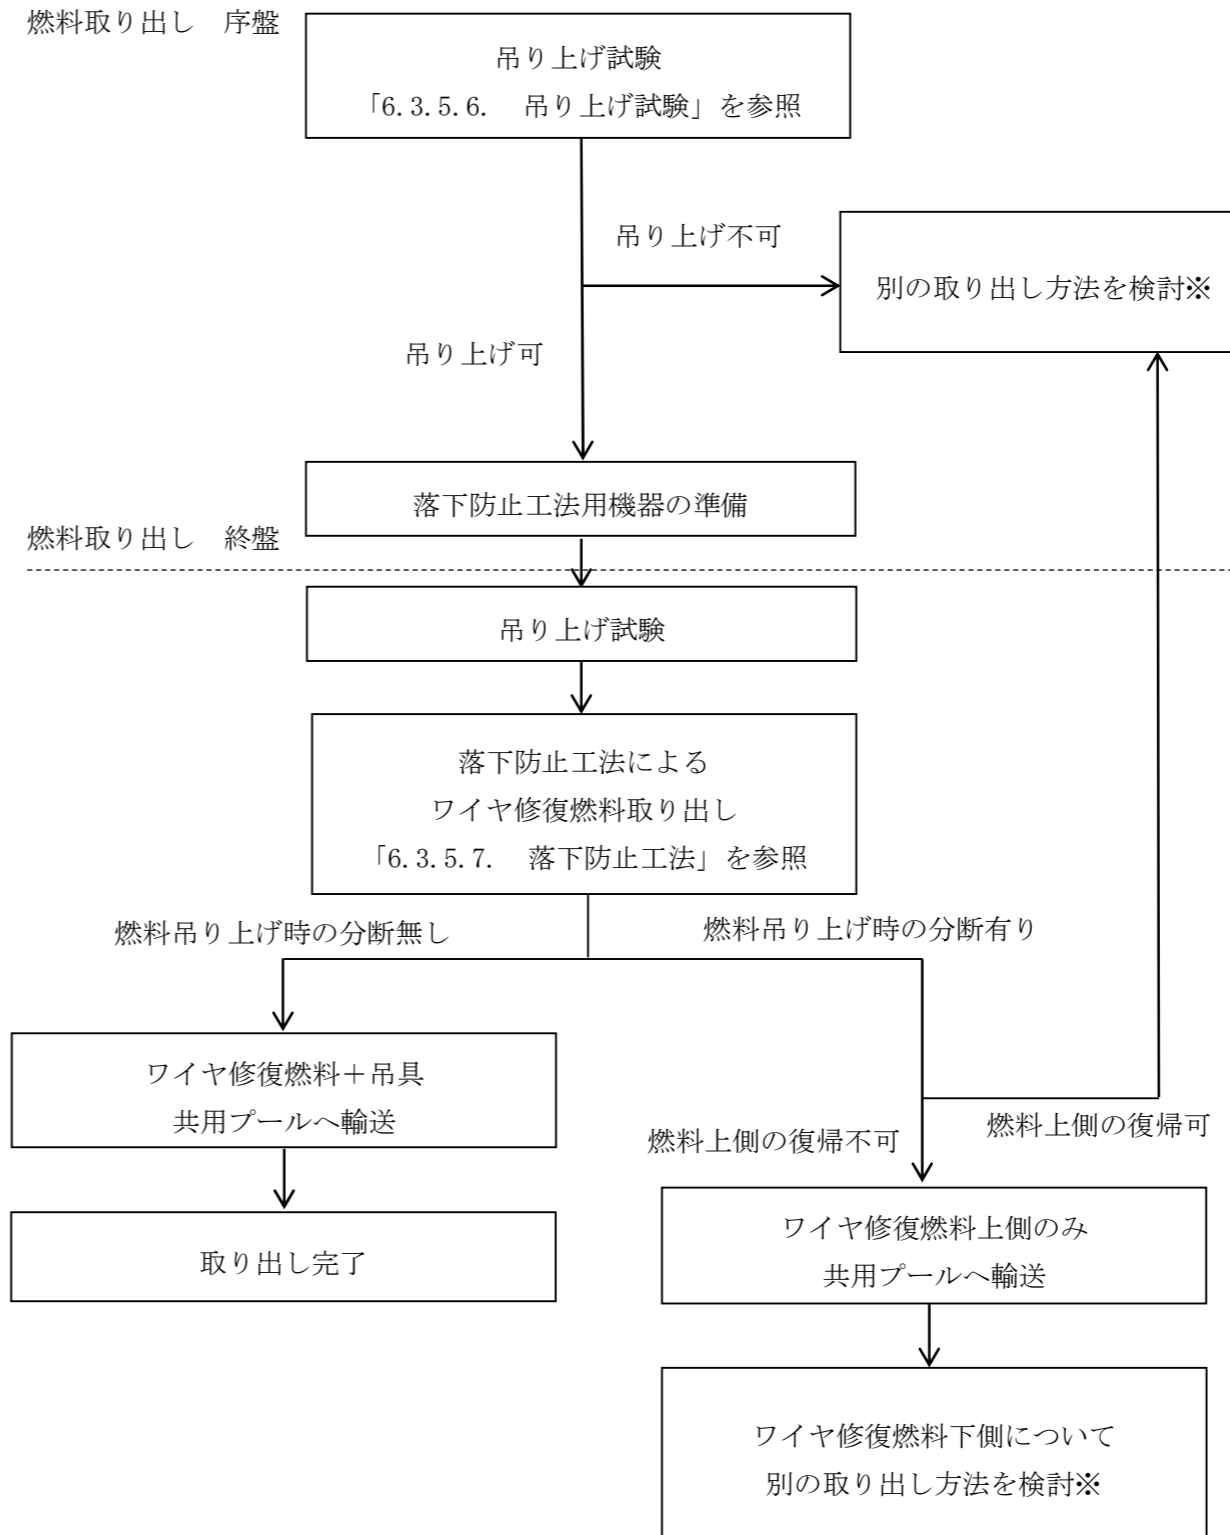 燃料取り出し　序盤
吊り上げ試験
「6.3.5.6.　吊り上げ試験」を参照
吊り上げ不可
別の取り出し方法を検討※
吊り上げ可
落下防止工法用機器の準備
燃料取り出し　終盤
吊り上げ試験
落下防止工法による
ワイヤ修復燃料取り出し
「6.3.5.7.　落下防止工法」を参照
燃料吊り上げ時の分断無し
燃料吊り上げ時の分断有り
ワイヤ修復燃料＋吊具
共用プールへ輸送
燃料上側の復帰不可
燃料上側の復帰可
取り出し完了
ワイヤ修復燃料上側のみ
共用プールへ輸送
ワイヤ修復燃料下側について
別の取り出し方法を検討※